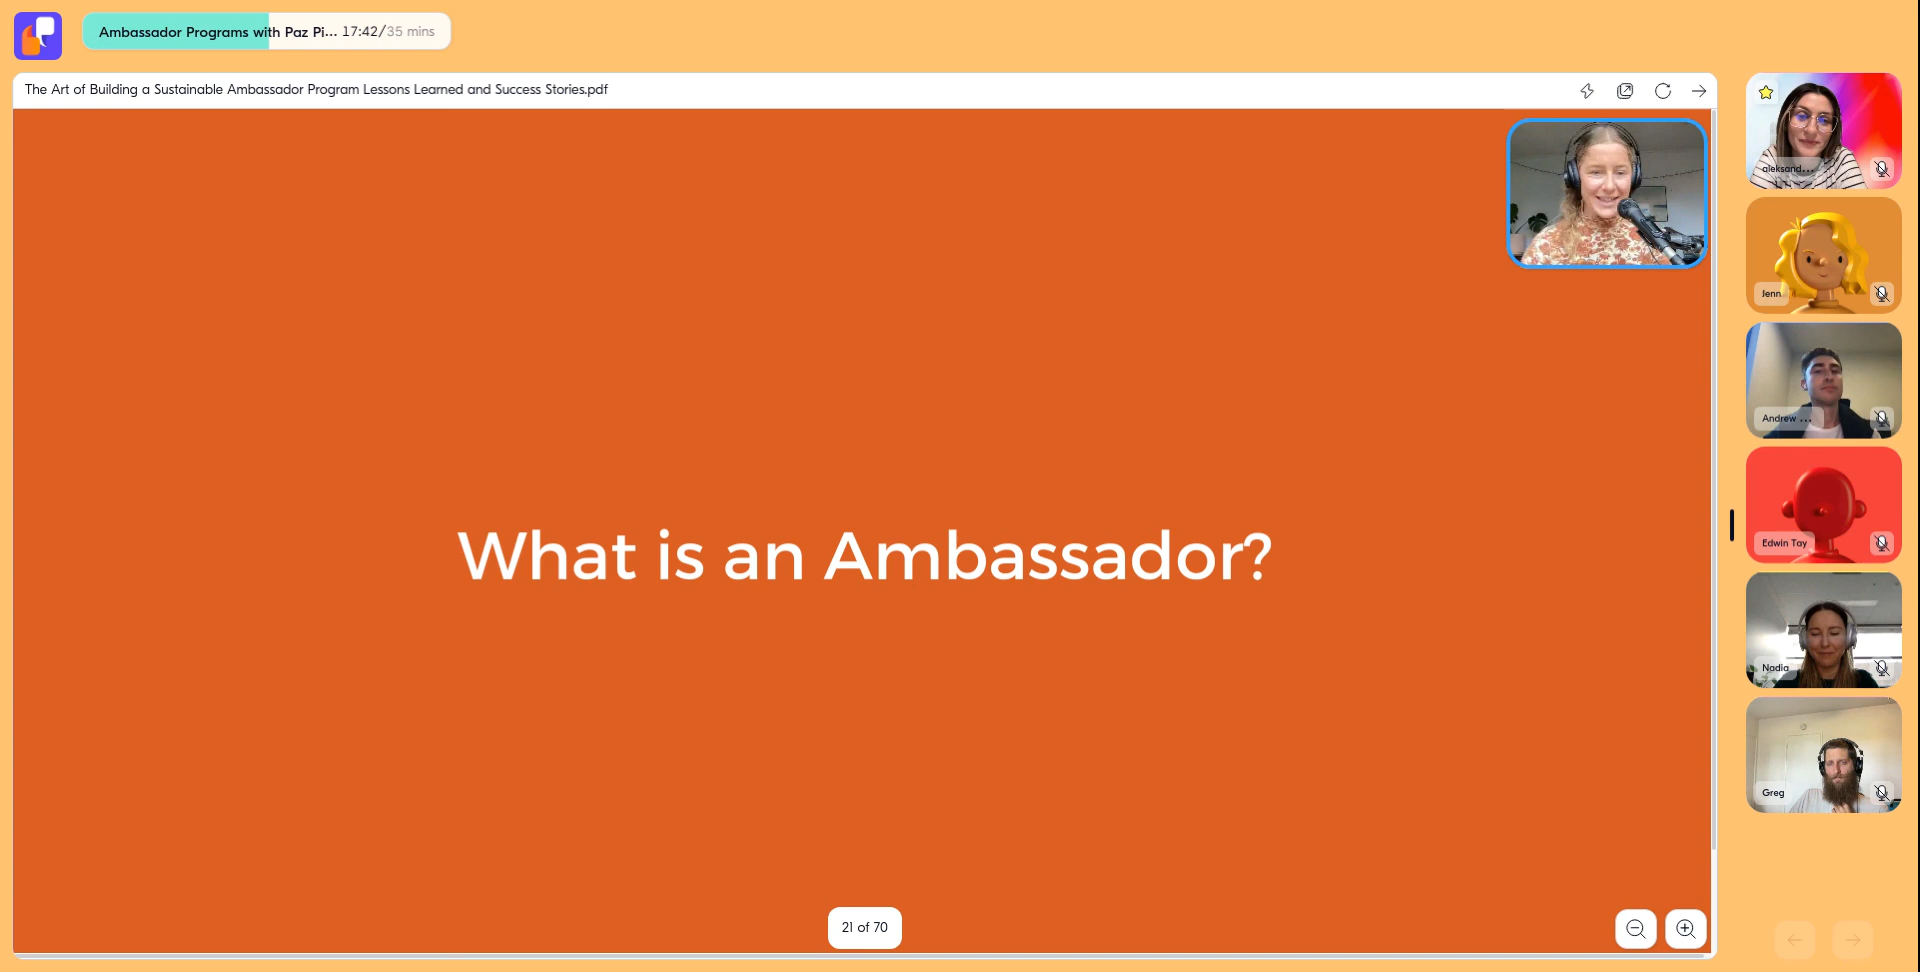 Ambassador Programs with Paz Pi... 17:42/35 mins
The Art of Building a Sustainable Ambassador Program Lessons Learned and Success Stories.pdf
What is an Ambassador?
21 of 70
aleksand...
Jenn
Andrew ...
Edwin Tay
Nadia
Greg